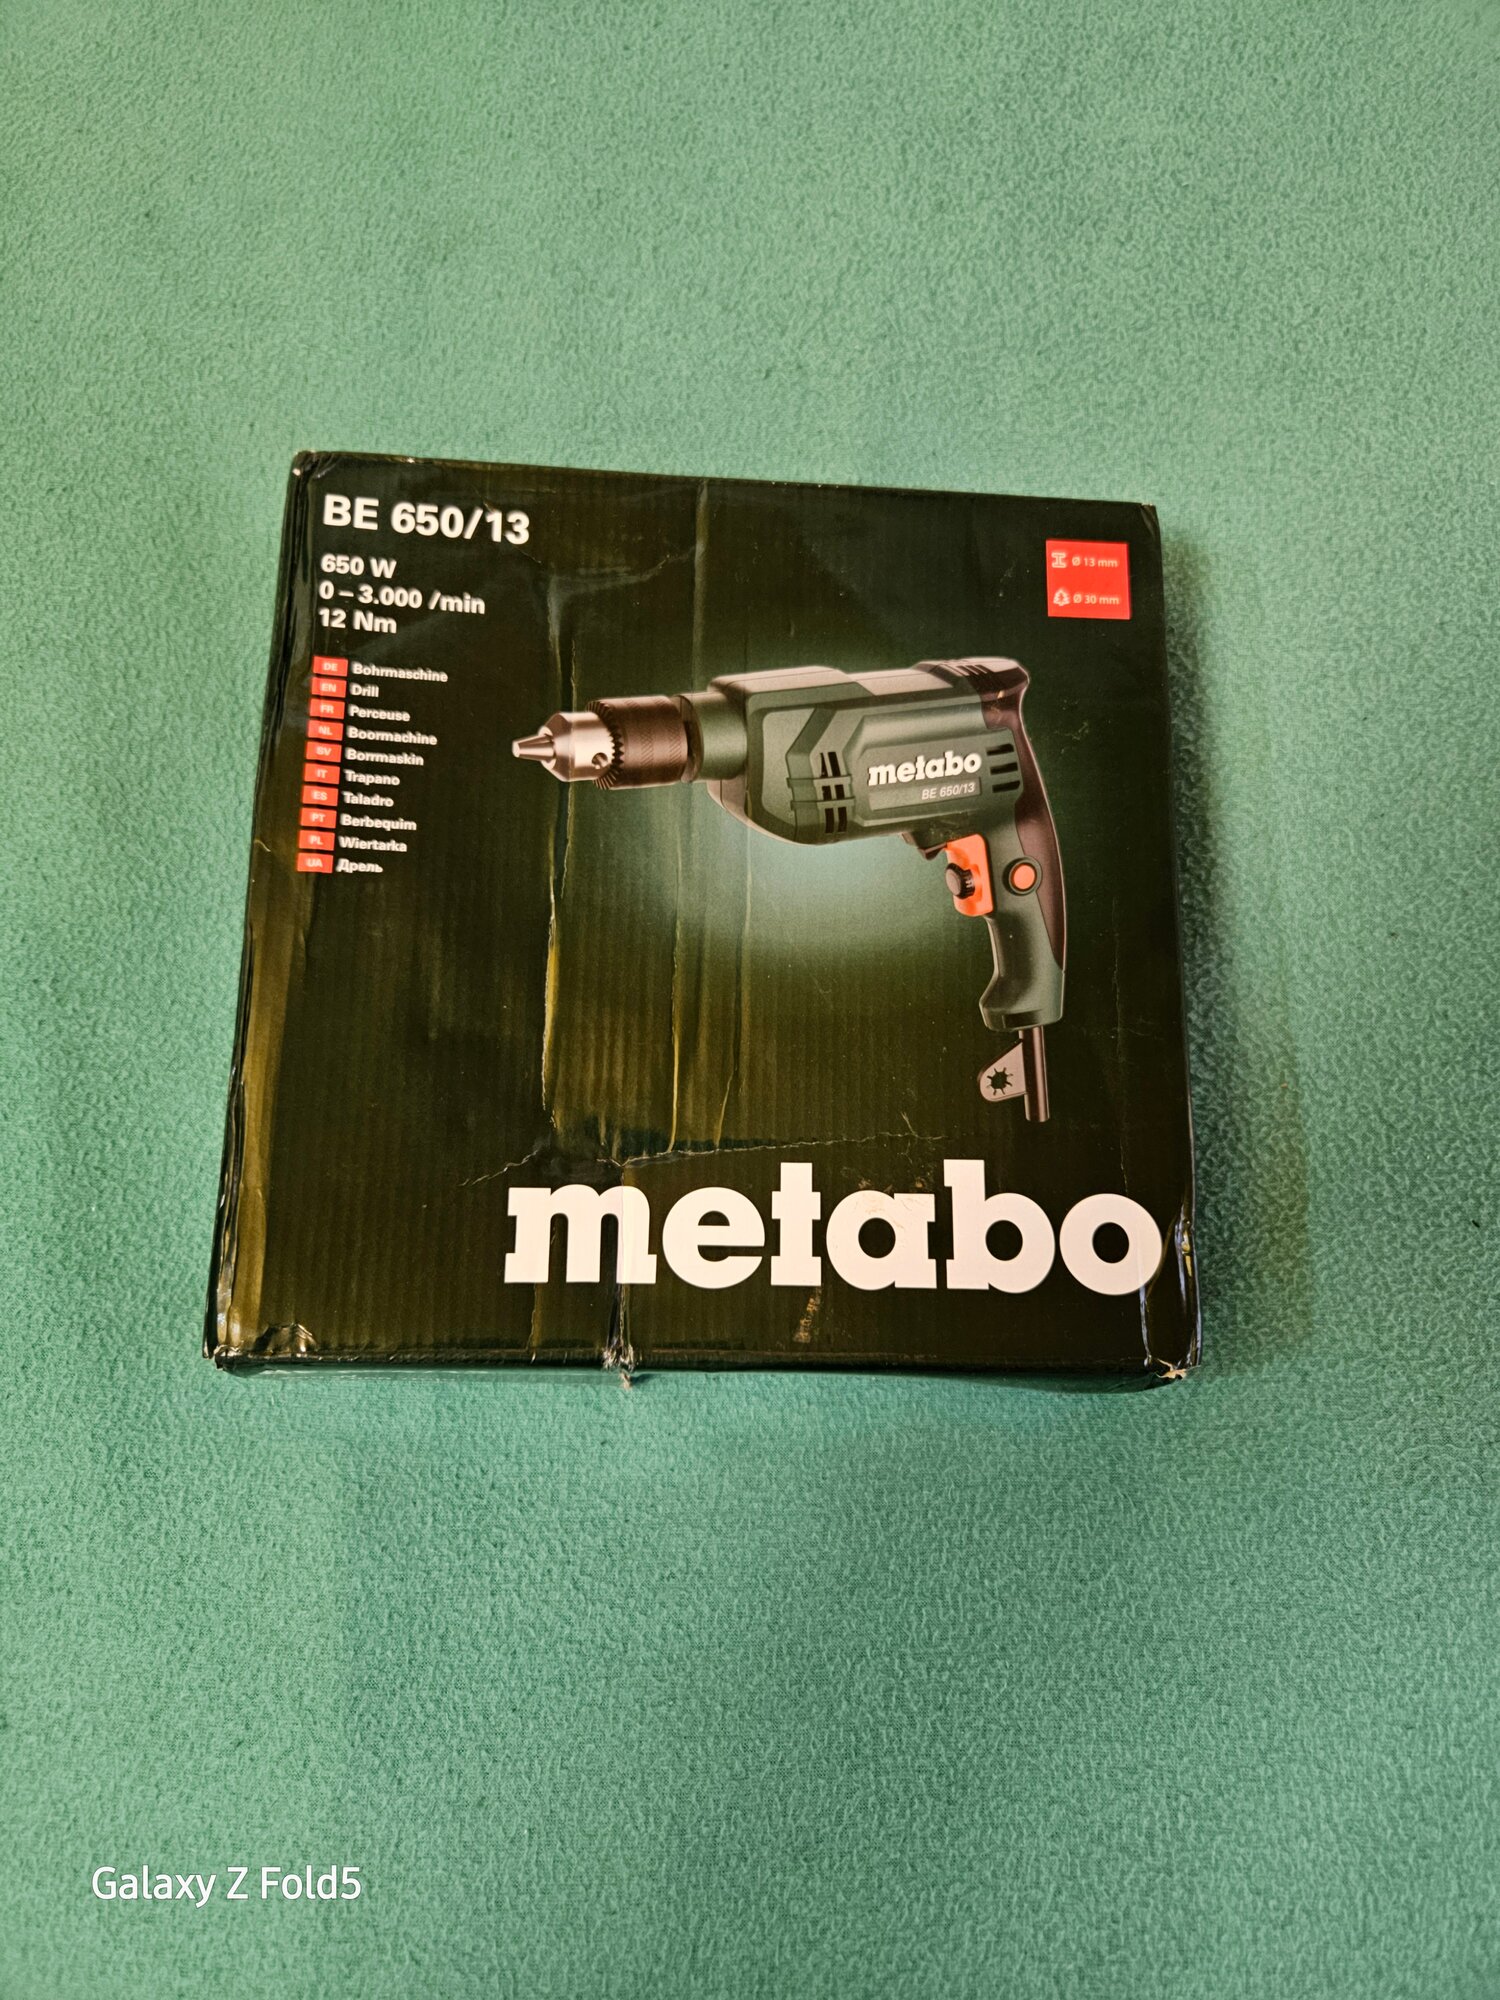 BE 650/13
650 W
0 – 3.000 /min
12 Nm
DE Bohrmaschine
EN Drill
FR Perceuse
NL Boormachine
SV Borrmaskin
IT Trapano
ES Taladro
PT Berbequim
PL Wiertarka
UA Дрель
Ø 13 mm
Ø 30 mm
metabo
BE 650/13
metabo
Galaxy Z Fold5